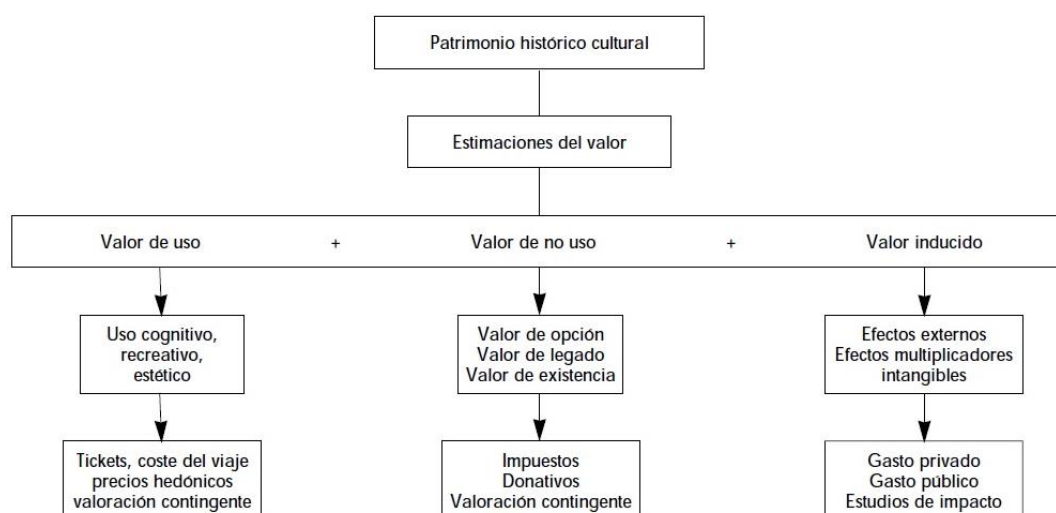 Patrimonio histórico cultural
Estimaciones del valor
Valor de uso + Valor de no uso + Valor inducido
Uso cognitivo,
recreativo,
estético
Valor de opción
Valor de legado
Valor de existencia
Efectos externos
Efectos multiplicadores
intangibles
Tickets, coste del viaje
precios hedónicos
valoración contingente
Impuestos
Donativos
Valoración contingente
Gasto privado
Gasto público
Estudios de impacto